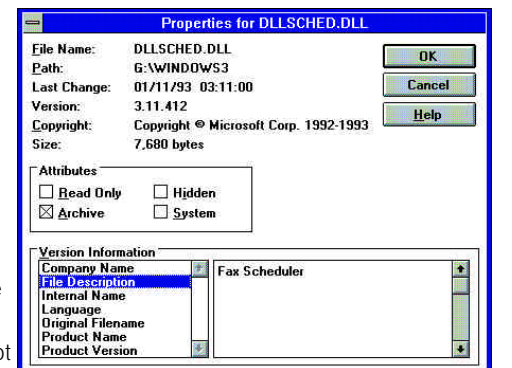 Properties for DLLSCHED.DLL
File Name: DLLSCHED.DLL
Path: G:\WINDOWS3
Last Change: 01/11/93 03:11:00
Version: 3.11.412
Copyright: Copyright © Microsoft Corp. 1992-1993
Size: 7,680 bytes
OK
Cancel
Help
Attributes
Read Only Hidden
Archive System
Version Information
Company Name
File Description
Internal Name
Language
Original Filename
Product Name
Product Version
Fax Scheduler